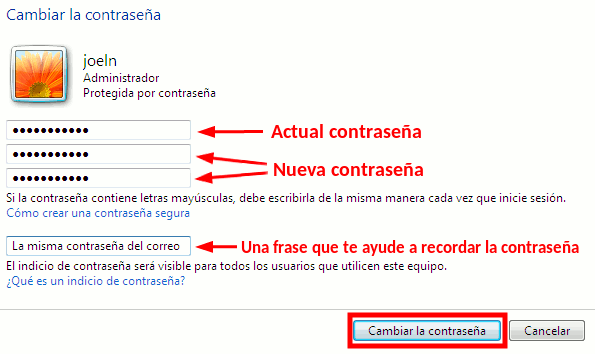 Cambiar la contraseña
joeln
Administrador
Protegida por contraseña
●●●●●●●●●●●
Actual contraseña
●●●●●●●●●●●
●●●●●●●●●●●
Nueva contraseña
Si la contraseña contiene letras mayúsculas, debe escribirla de la misma manera cada vez que inicie sesión.
Cómo crear una contraseña segura
La misma contraseña del correo
Una frase que te ayude a recordar la contraseña
El indicio de contraseña será visible para todos los usuarios que utilicen este equipo.
¿Qué es un indicio de contraseña?
Cambiar la contraseña
Cancelar